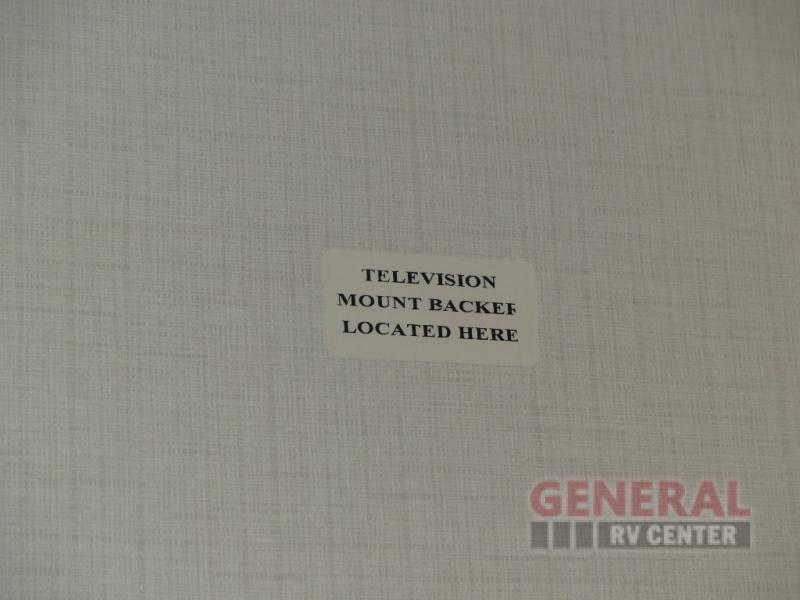 TELEVISION
MOUNT BACKER
LOCATED HERE
GENERAL
RV CENTER